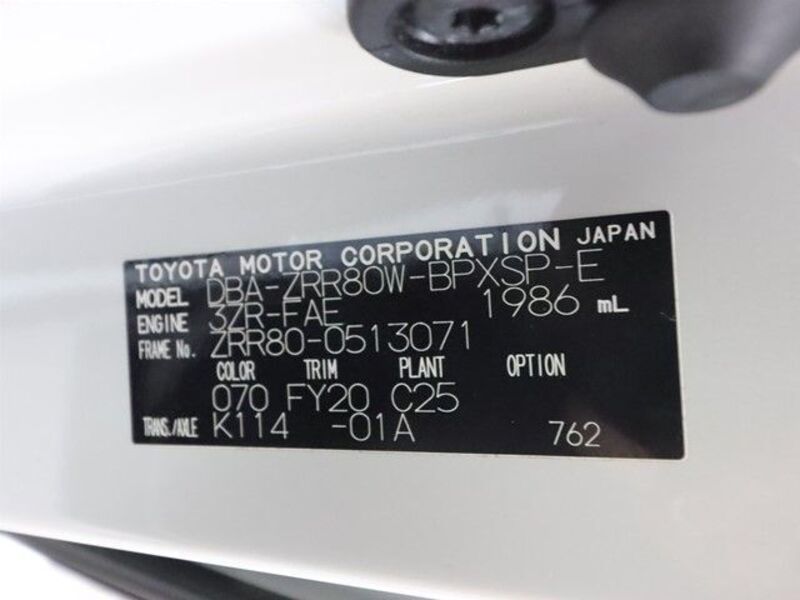 TOYOTA MOTOR CORPORATION JAPAN
MODEL DBA-ZRR80W-BPXSP-E
ENGINE 3ZR-FAE 1986 mL
FRAME No. ZRR80-0513071
COLOR TRIM PLANT OPTION
070 FY20 C25
TRANS./AXLE K114 -01A 762